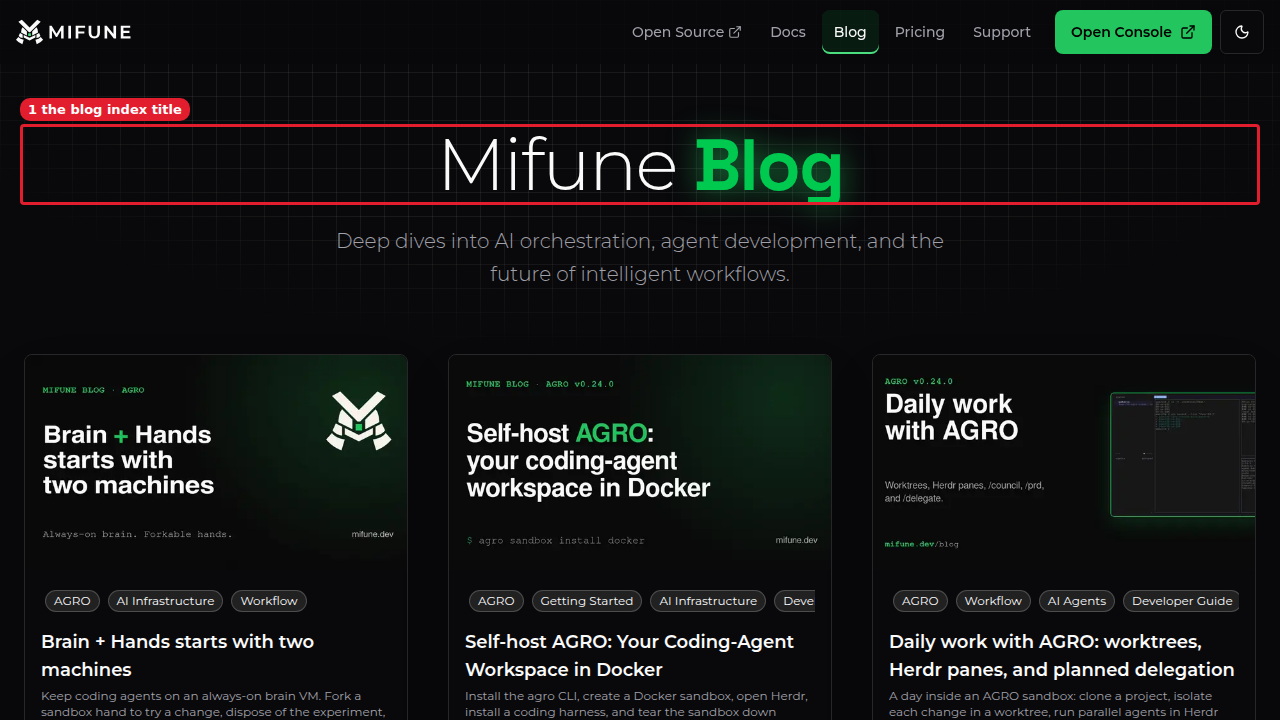 MIFUNE
Open Source
Docs
Blog
Pricing
Support
Open Console
1 the blog index title
Mifune Blog
Deep dives into AI orchestration, agent development, and the
future of intelligent workflows.
MIFUNE BLOG · AGRO
Brain + Hands
starts with
two machines
Always-on brain. Forkable hands.
mifune.dev
AGRO
AI Infrastructure
Workflow
Brain + Hands starts with two
machines
Keep coding agents on an always-on brain VM. Fork a
sandbox hand to try a change, dispose of the experiment,
MIFUNE BLOG · AGRO v0.24.0
Self-host AGRO:
your coding-agent
workspace in Docker
$ agro sandbox install docker
mifune.dev
AGRO
Getting Started
AI Infrastructure
Deve
Self-host AGRO: Your Coding-Agent
Workspace in Docker
Install the agro CLI, create a Docker sandbox, open Herdr,
install a coding harness, and tear the sandbox down
AGRO v0.24.0
Daily work
with AGRO
Worktrees, Herdr panes, /council, /prd,
and /delegate.
mifune.dev/blog
AGRO
Workflow
AI Agents
Developer Guide
Daily work with AGRO: worktrees,
Herdr panes, and planned delegation
A day inside an AGRO sandbox: clone a project, isolate
each change in a worktree, run parallel agents in Herdr